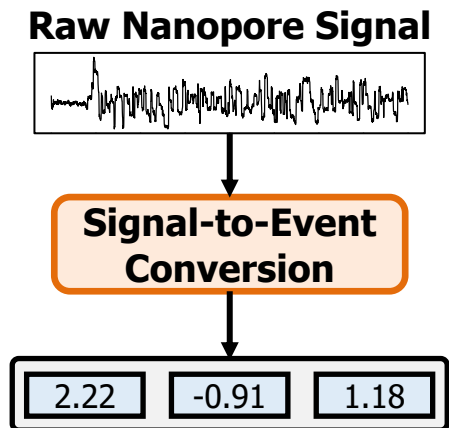 Raw Nanopore Signal
Signal-to-Event
Conversion
2.22 -0.91 1.18